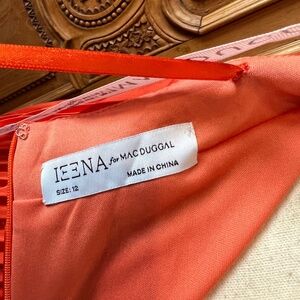 IEENA for MAC DUGGAL
MADE IN CHINA
SIZE: 12